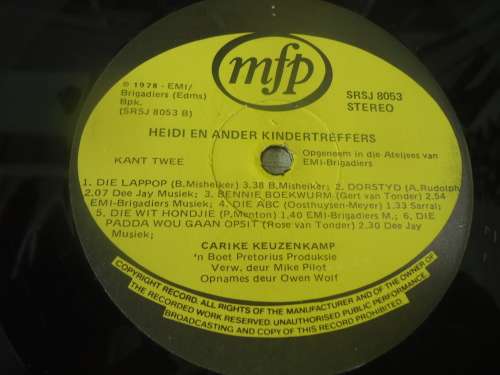 mfp
℗ 1978 - EMI/
Brigadiers (Edms)
Bpk.
(SRSJ 8053 B)
SRSJ 8053
STEREO
HEIDI EN ANDER KINDERTREFFERS
KANT TWEE
Opgeneem in die Ateljees van
EMI-Brigadiers
1. DIE LAPPOP (B.Misheiker) 3.38 B.Misheiker; 2. DORSTYD (A.Rudolph)
2.07 Dee Jay Musiek; 3. BENNIE BOEKWURM (Gert van Tonder) 2.54
EMI-Brigadiers Musiek; 4. DIE ABC (Oosthuysen-Meyer) 1.33 Sarral;
5. DIE WIT HONDJIE (P.Menton) 1.40 EMI-Brigadiers M.; 6. DIE
PADDA WOU GAAN OPSIT (Rose van Tonder) 2.30 Dee Jay
Musiek;
CARIKE KEUZENKAMP
'n Boet Pretorius Produksie
Verw. deur Mike Pilot
Opnames deur Owen Wolf
COPYRIGHT RECORD. ALL RIGHTS OF THE MANUFACTURER AND OF THE OWNER OF
THE RECORDED WORK RESERVED. UNAUTHORISED PUBLIC PERFORMANCE.
BROADCASTING AND COPY OF THIS RECORD PROHIBITED.